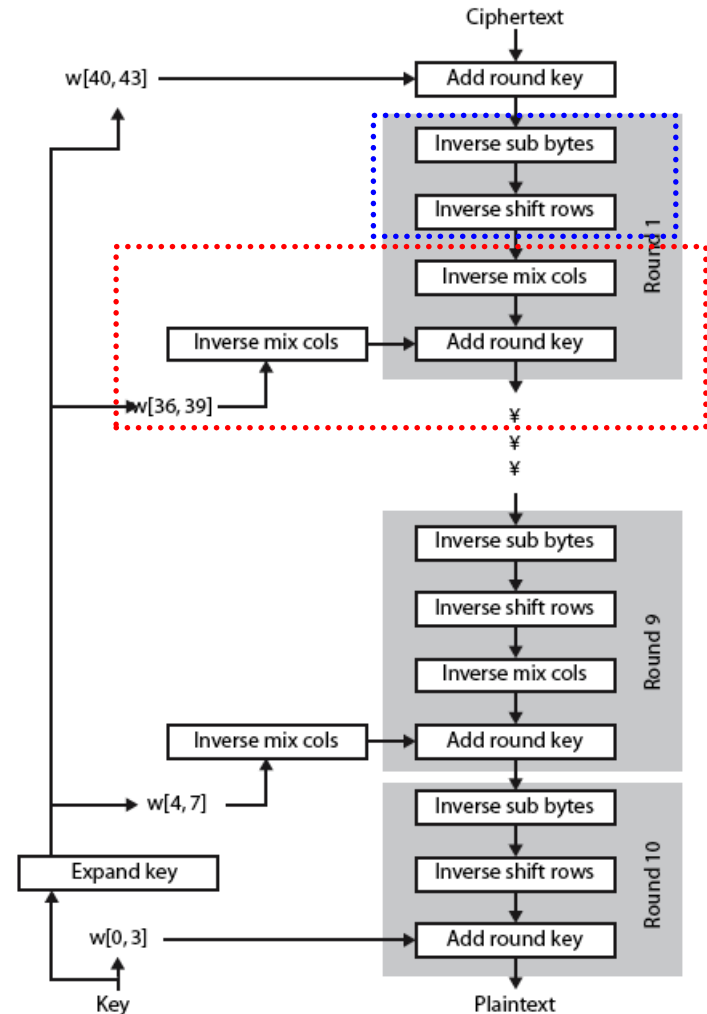 Ciphertext
w[40, 43]
Add round key
Inverse sub bytes
Inverse shift rows
Round 1
Inverse mix cols
Inverse mix cols
Add round key
w[36, 39]
¥
¥
¥
Inverse sub bytes
Inverse shift rows
Round 9
Inverse mix cols
Inverse mix cols
Add round key
w[4, 7]
Inverse sub bytes
Expand key
Inverse shift rows
Round 10
w[0, 3]
Add round key
Key
Plaintext